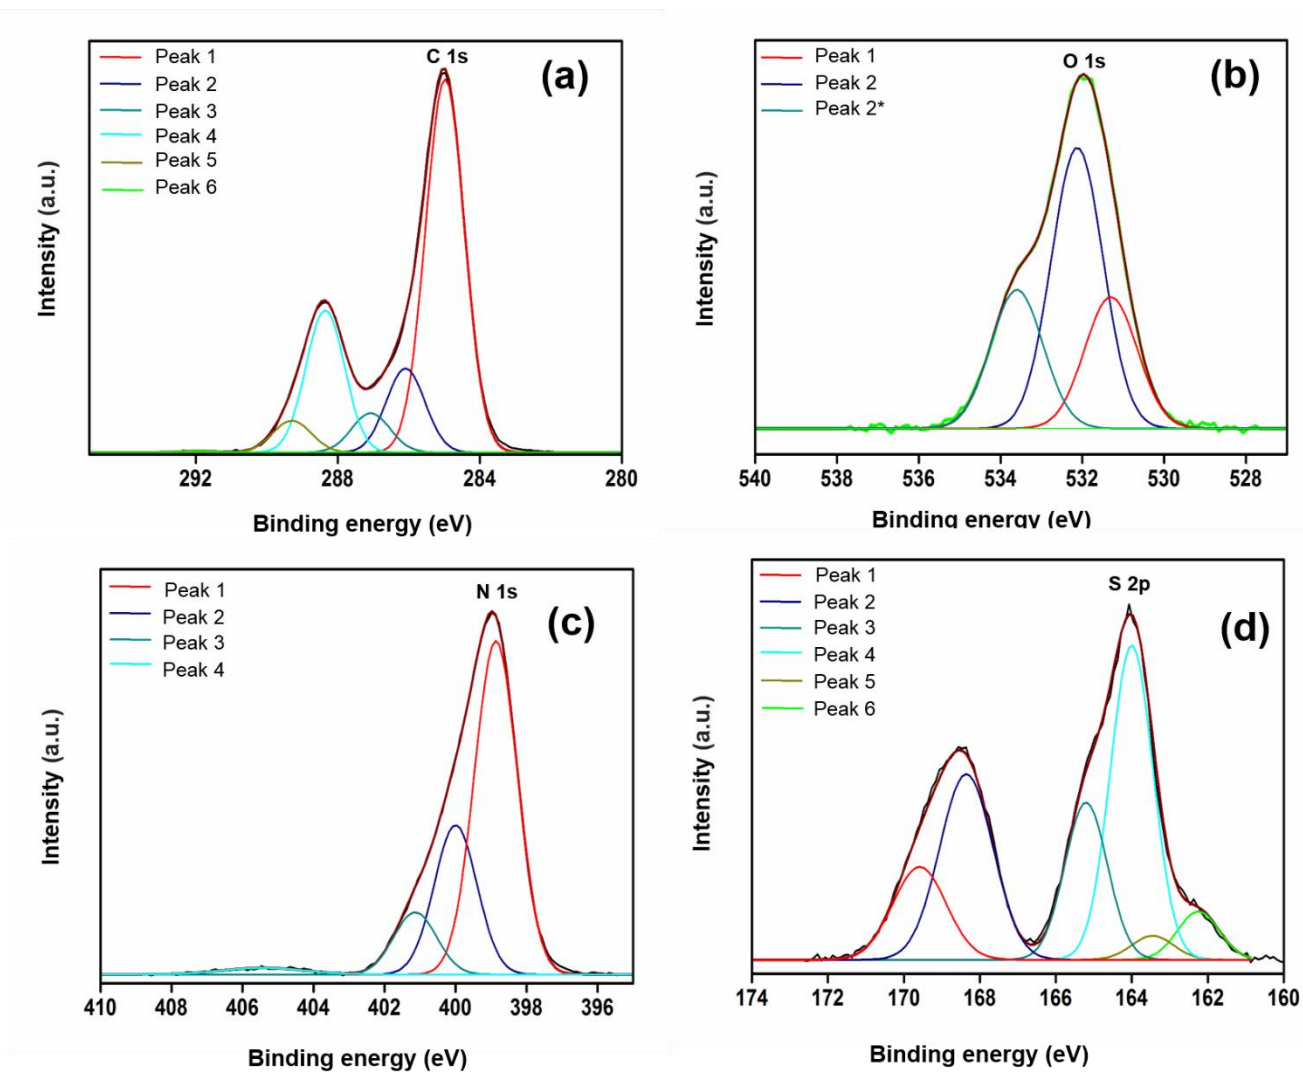 C 1s
(a)
Peak 1
Peak 2
Peak 3
Peak 4
Peak 5
Peak 6
Intensity (a.u.)
292 288 284 280
Binding energy (eV)
O 1s
(b)
Peak 1
Peak 2
Peak 2*
Intensity (a.u.)
540 538 536 534 532 530 528
Binding energy (eV)
N 1s
(c)
Peak 1
Peak 2
Peak 3
Peak 4
Intensity (a.u.)
410 408 406 404 402 400 398 396
Binding energy (eV)
S 2p
(d)
Peak 1
Peak 2
Peak 3
Peak 4
Peak 5
Peak 6
Intensity (a.u.)
174 172 170 168 166 164 162 160
Binding energy (eV)